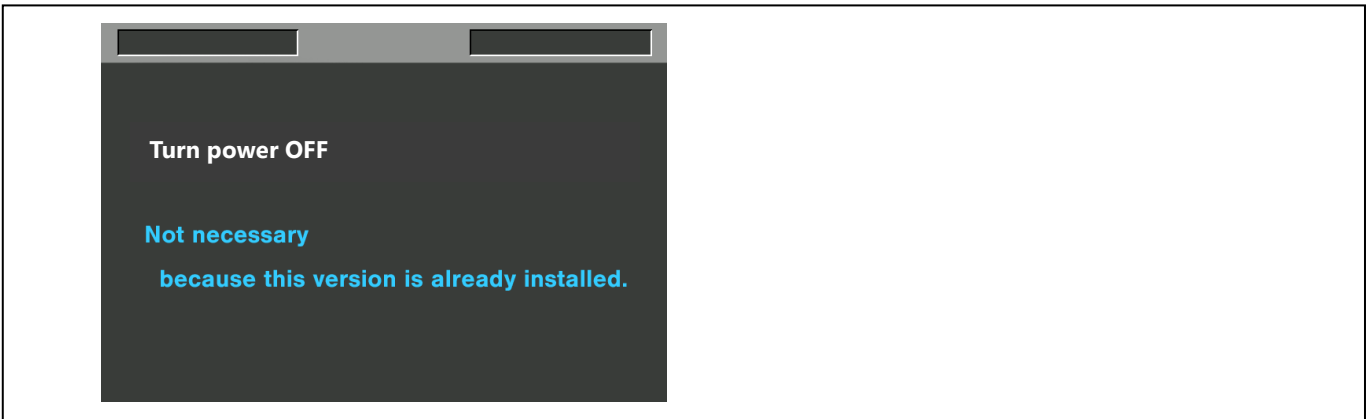 Turn power OFF
Not necessary
because this version is already installed.